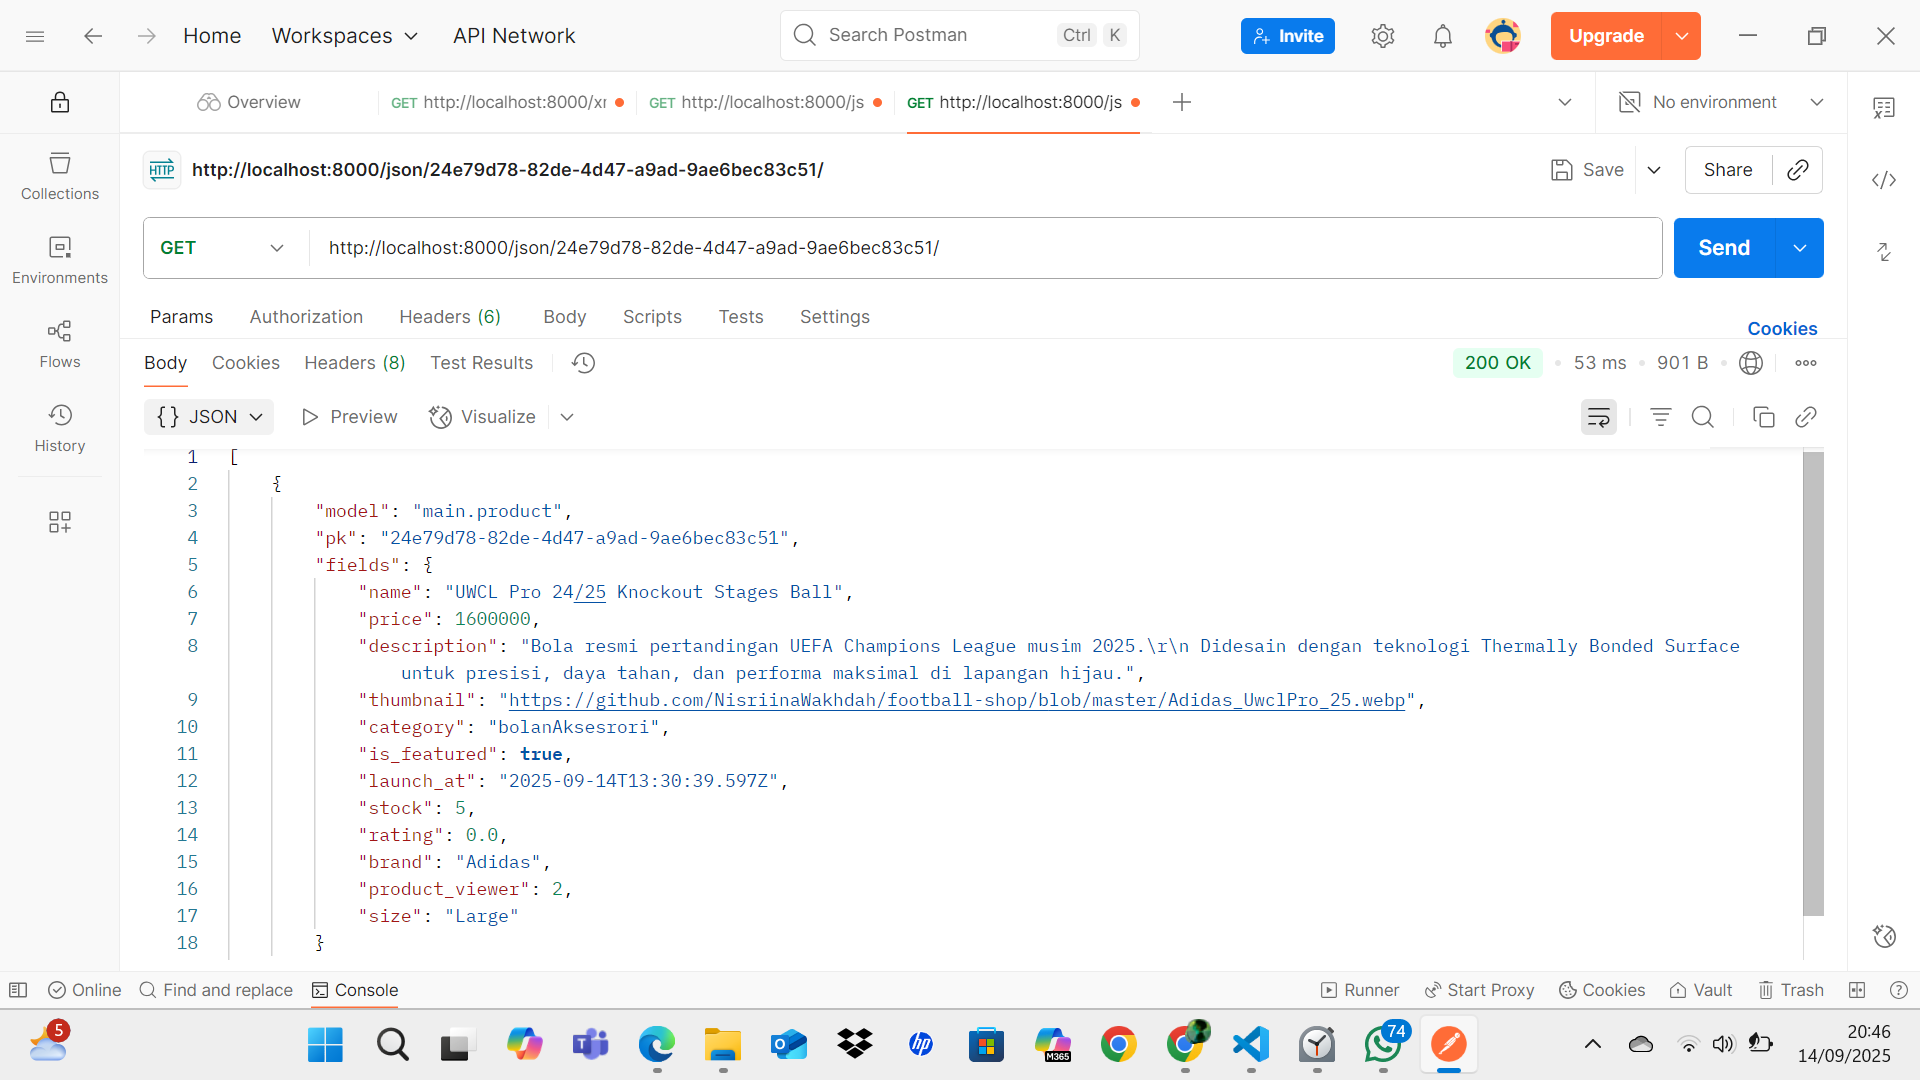 Home Workspaces API Network Search Postman Ctrl K Invite Upgrade
Overview GET http://localhost:8000/xr GET http://localhost:8000/js GET http://localhost:8000/js No environment
HTTP http://localhost:8000/json/24e79d78-82de-4d47-a9ad-9ae6bec83c51/ Save Share
Collections
GET http://localhost:8000/json/24e79d78-82de-4d47-a9ad-9ae6bec83c51/ Send
Environments
Params Authorization Headers (6) Body Scripts Tests Settings Cookies
Flows
Body Cookies Headers (8) Test Results 200 OK 53 ms 901 B
{} JSON Preview Visualize
History
1 [
2 {
3 "model": "main.product",
4 "pk": "24e79d78-82de-4d47-a9ad-9ae6bec83c51",
5 "fields": {
6 "name": "UWCL Pro 24/25 Knockout Stages Ball",
7 "price": 1600000,
8 "description": "Bola resmi pertandingan UEFA Champions League musim 2025.\r\n Didesain dengan teknologi Thermally Bonded Surface
untuk presisi, daya tahan, dan performa maksimal di lapangan hijau.",
9 "thumbnail": "https://github.com/NisriinaWakhdah/football-shop/blob/master/Adidas_UwclPro_25.webp",
10 "category": "bolanAksesrori",
11 "is_featured": true,
12 "launch_at": "2025-09-14T13:30:39.597Z",
13 "stock": 5,
14 "rating": 0.0,
15 "brand": "Adidas",
16 "product_viewer": 2,
17 "size": "Large"
18 }
Online Find and replace Console Runner Start Proxy Cookies Vault Trash
5 hp M365 74 20:46
14/09/2025